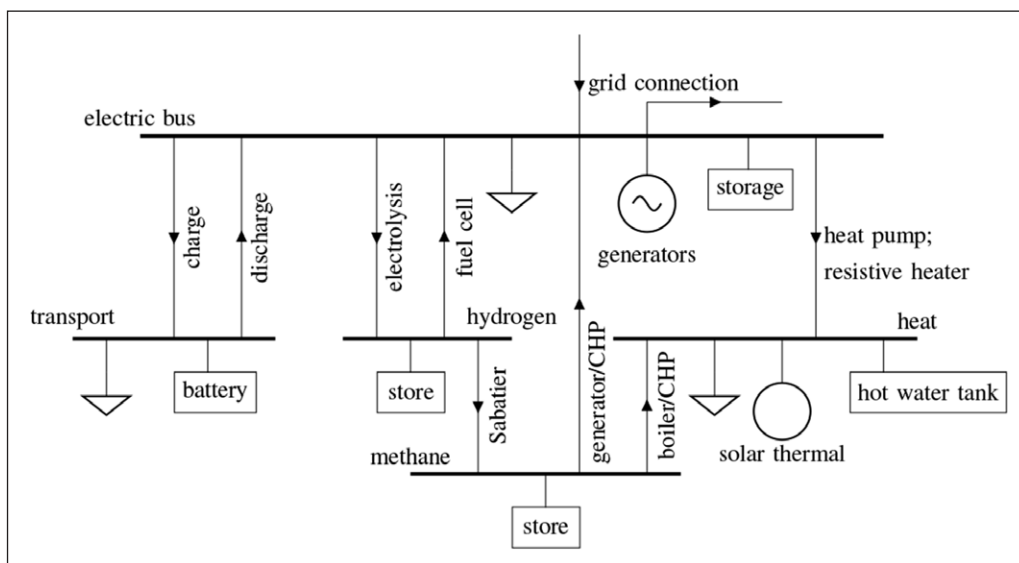 grid connection
electric bus
storage
charge
discharge
electrolysis
fuel cell
generators
heat pump;
resistive heater
transport
hydrogen
heat
battery
store
Sabatier
generator/CHP
boiler/CHP
hot water tank
solar thermal
methane
store